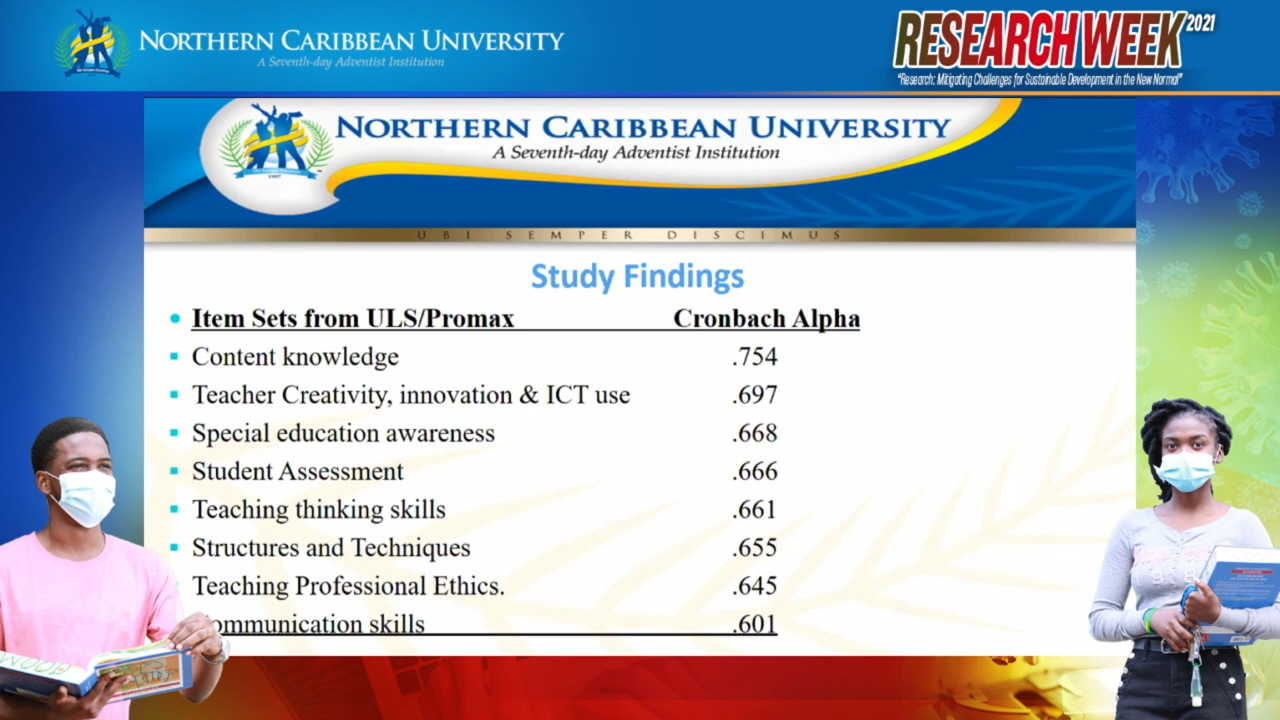 NORTHERN CARIBBEAN UNIVERSITY
A Seventh-day Adventist Institution
RESEARCH WEEK 2021
"Research: Mitigating Challenges for Sustainable Development in the New Normal"
NORTHERN CARIBBEAN UNIVERSITY
A Seventh-day Adventist Institution
UBI SEMPER DISCIMUS
Study Findings
• Item Sets from ULS/Promax Cronbach Alpha
▪ Content knowledge .754
▪ Teacher Creativity, innovation & ICT use .697
▪ Special education awareness .668
▪ Student Assessment .666
▪ Teaching thinking skills .661
▪ Structures and Techniques .655
Teaching Professional Ethics. .645
ommunication skills .601